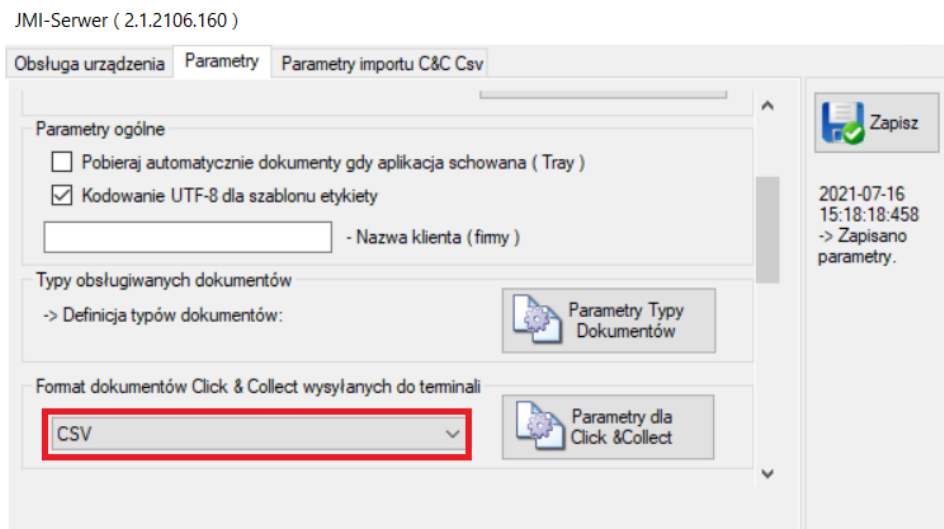 JMI-Serwer ( 2.1.2106.160 )
Obsługa urządzenia
Parametry
Parametry importu C&C Csv
Parametry ogólne
Pobieraj automatycznie dokumenty gdy aplikacja schowana ( Tray )
Kodowanie UTF-8 dla szablonu etykiety
- Nazwa klienta ( firmy )
Typy obsługiwanych dokumentów
-> Definicja typów dokumentów:
Parametry Typy
Dokumentów
Format dokumentów Click & Collect wysyłanych do terminali
CSV
Parametry dla
Click &Collect
Zapisz
2021-07-16
15:18:18:458
-> Zapisano
parametry.